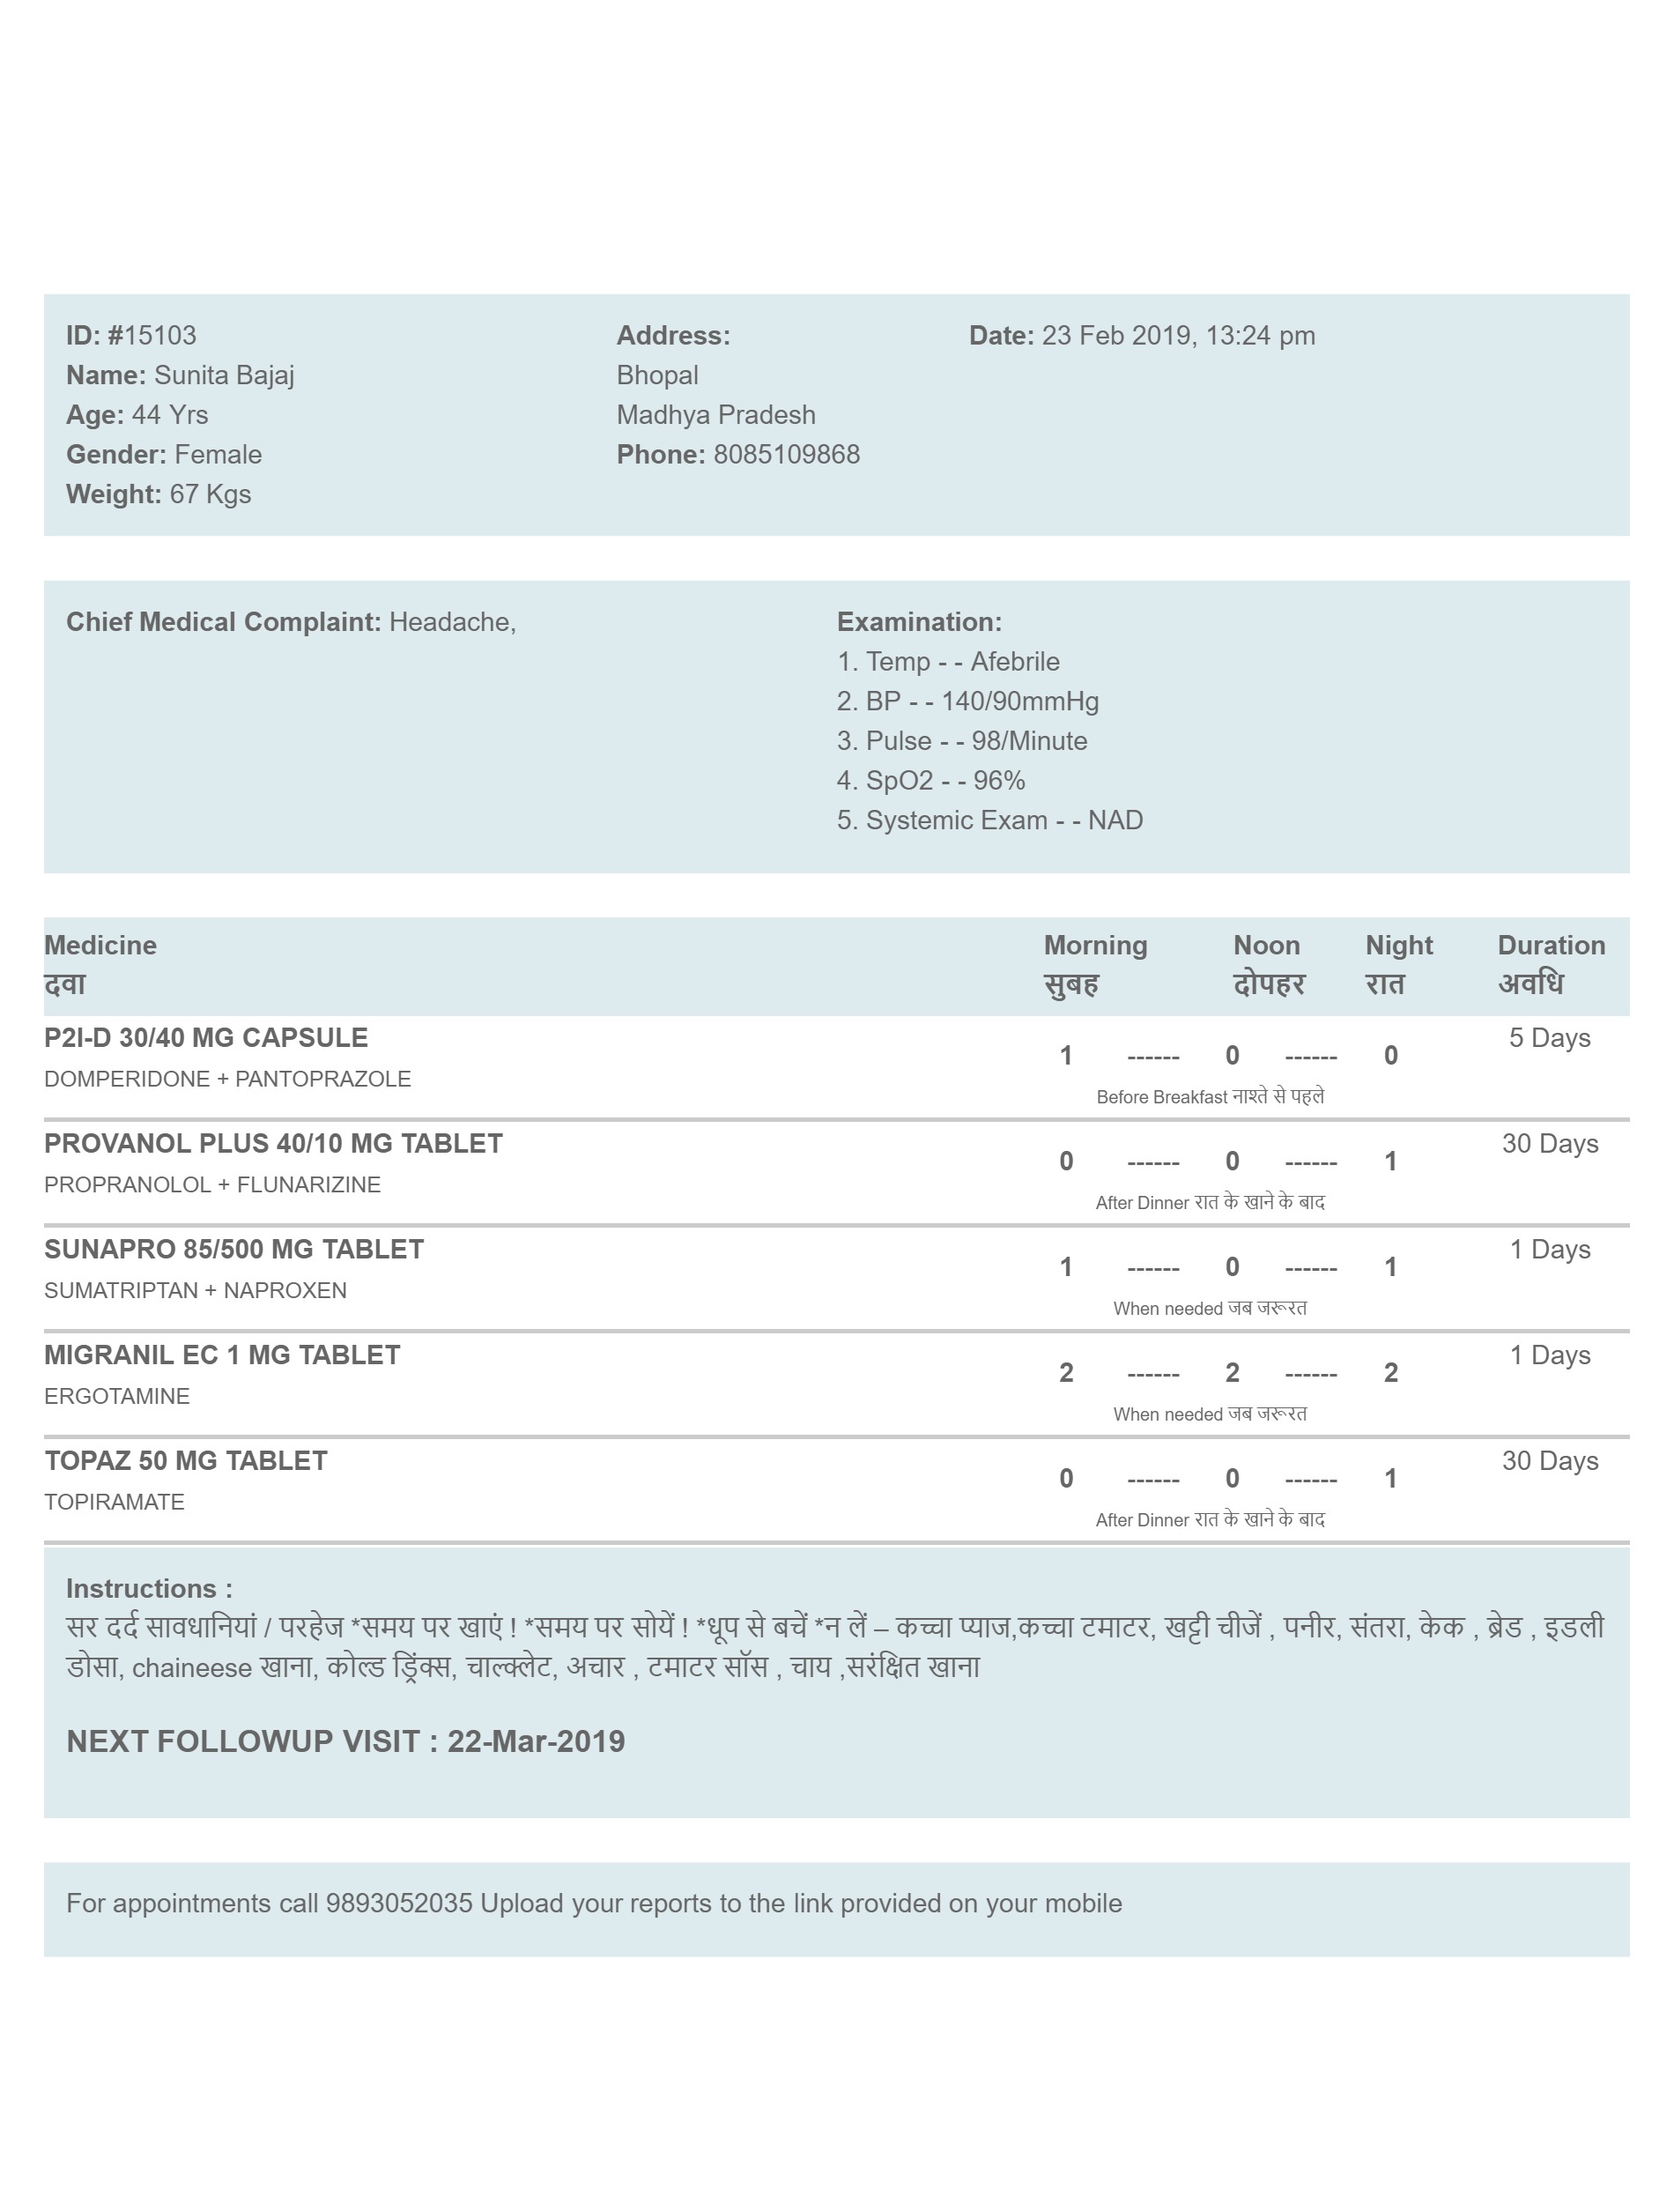 ID: #15103
Name: Sunita Bajaj
Age: 44 Yrs
Gender: Female
Weight: 67 Kgs
Address:
Bhopal
Madhya Pradesh
Phone: 8085109868
Date: 23 Feb 2019, 13:24 pm
Chief Medical Complaint: Headache,
Examination:
1. Temp - - Afebrile
2. BP - - 140/90mmHg
3. Pulse - - 98/Minute
4. SpO2 - - 96%
5. Systemic Exam - - NAD
Medicine Morning Noon Night Duration
दवा सुबह दोपहर रात अवधि
P2I-D 30/40 MG CAPSULE 5 Days
1 ------ 0 ------ 0
DOMPERIDONE + PANTOPRAZOLE
Before Breakfast नाश्ते से पहले
PROVANOL PLUS 40/10 MG TABLET 30 Days
0 ------ 0 ------ 1
PROPRANOLOL + FLUNARIZINE
After Dinner रात के खाने के बाद
SUNAPRO 85/500 MG TABLET 1 Days
1 ------ 0 ------ 1
SUMATRIPTAN + NAPROXEN
When needed जब जरूरत
MIGRANIL EC 1 MG TABLET 1 Days
2 ------ 2 ------ 2
ERGOTAMINE
When needed जब जरूरत
TOPAZ 50 MG TABLET 30 Days
0 ------ 0 ------ 1
TOPIRAMATE
After Dinner रात के खाने के बाद
Instructions :
सर दर्द सावधानियां / परहेज *समय पर खाएं ! *समय पर सोयें ! *धूप से बचें *न लें – कच्चा प्याज,कच्चा टमाटर, खट्टी चीजें , पनीर, संतरा, केक , ब्रेड , इडली
डोसा, chaineese खाना, कोल्ड ड्रिंक्स, चाल्क्लेट, अचार , टमाटर सॉस , चाय ,सरंक्षित खाना
NEXT FOLLOWUP VISIT : 22-Mar-2019
For appointments call 9893052035 Upload your reports to the link provided on your mobile